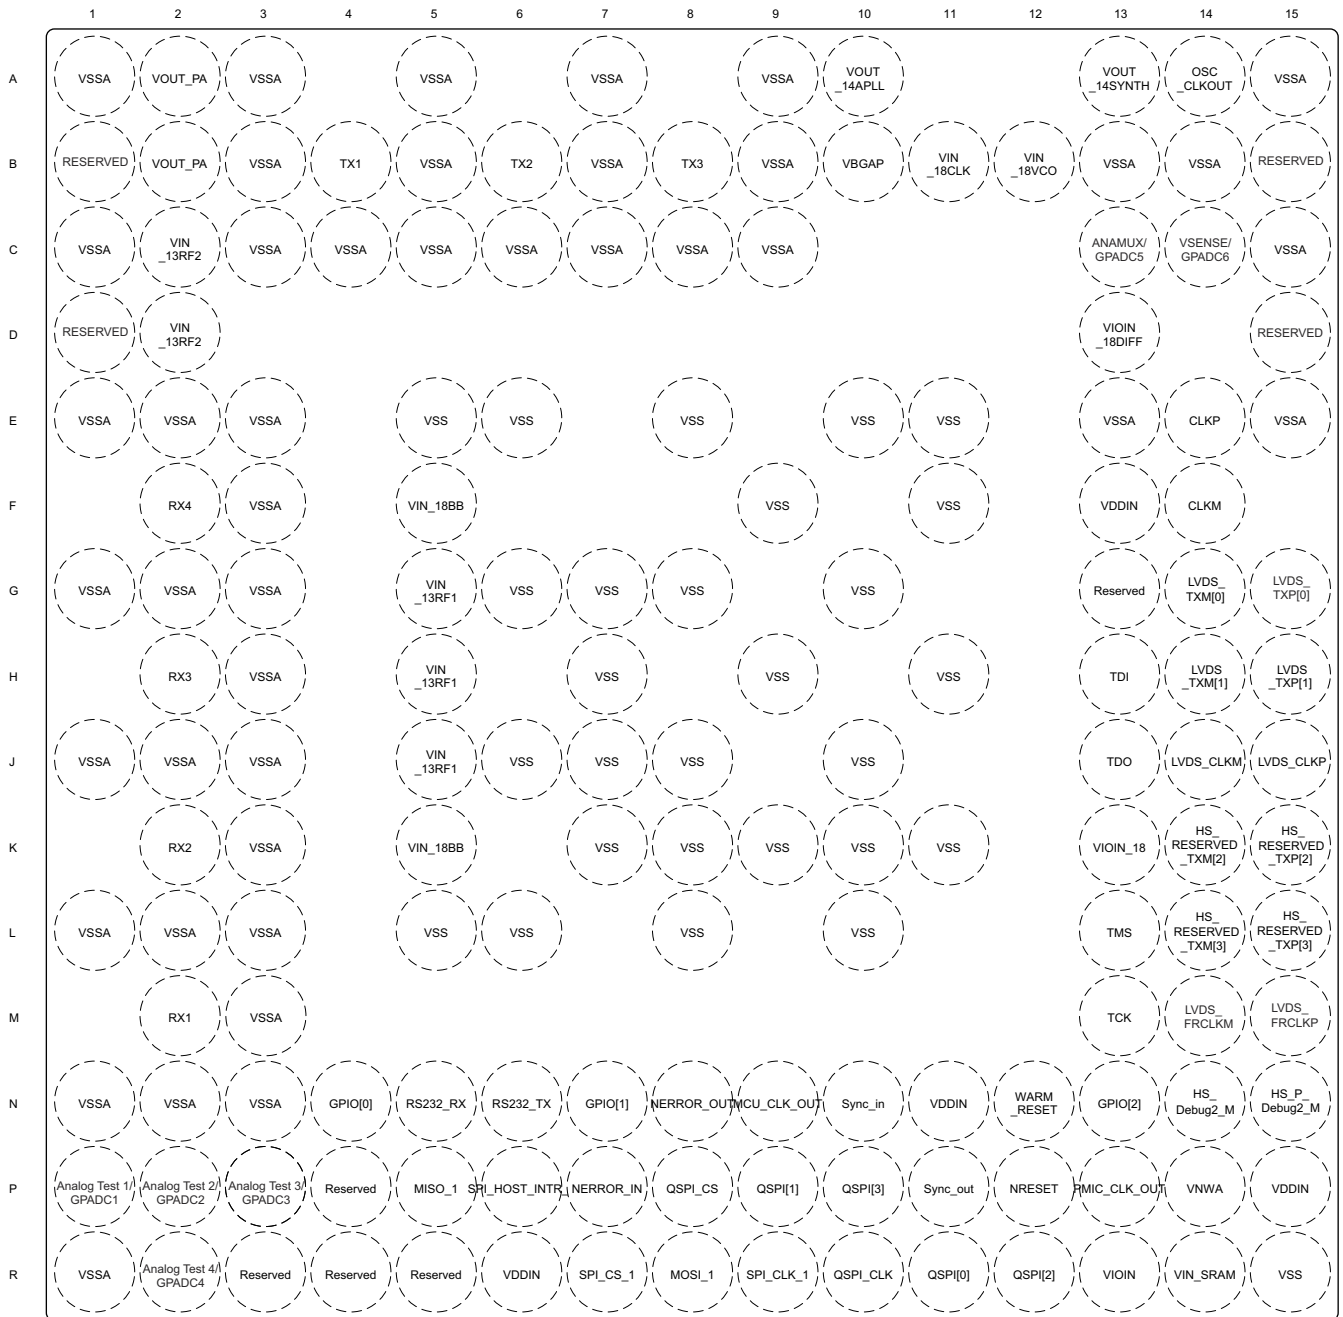 1 2 3 4 5 6 7 8 9 10 11 12 13 14 15
A
VSSA
VOUT_PA
VSSA
VSSA
VSSA
VSSA
VOUT
_14APLL
VOUT
_14SYNTH
OSC
_CLKOUT
VSSA
B
RESERVED
VOUT_PA
VSSA
TX1
VSSA
TX2
VSSA
TX3
VSSA
VBGAP
VIN
_18CLK
VIN
_18VCO
VSSA
VSSA
RESERVED
C
VSSA
VIN
_13RF2
VSSA
VSSA
VSSA
VSSA
VSSA
VSSA
VSSA
ANAMUX/
GPADC5
VSENSE/
GPADC6
VSSA
D
RESERVED
VIN
_13RF2
VIOIN
_18DIFF
RESERVED
E
VSSA
VSSA
VSSA
VSS
VSS
VSS
VSS
VSS
VSSA
CLKP
VSSA
F
RX4
VSSA
VIN_18BB
VSS
VSS
VDDIN
CLKM
G
VSSA
VSSA
VSSA
VIN
_13RF1
VSS
VSS
VSS
VSS
Reserved
LVDS_
TXM[0]
LVDS_
TXP[0]
H
RX3
VSSA
VIN
_13RF1
VSS
VSS
VSS
TDI
LVDS
_TXM[1]
LVDS
_TXP[1]
J
VSSA
VSSA
VSSA
VIN
_13RF1
VSS
VSS
VSS
VSS
TDO
LVDS_CLKM
LVDS_CLKP
K
RX2
VSSA
VIN_18BB
VSS
VSS
VSS
VSS
VSS
VIOIN_18
HS_
RESERVED
_TXM[2]
HS_
RESERVED
_TXP[2]
L
VSSA
VSSA
VSSA
VSS
VSS
VSS
VSS
TMS
HS_
RESERVED
_TXM[3]
HS_
RESERVED
_TXP[3]
M
RX1
VSSA
TCK
LVDS_
FRCLKM
LVDS_
FRCLKP
N
VSSA
VSSA
VSSA
GPIO[0]
RS232_RX
RS232_TX
GPIO[1]
NERROR_OUT
MCU_CLK_OUT
Sync_in
VDDIN
WARM
_RESET
GPIO[2]
HS_
Debug2_M
HS_P_
Debug2_M
P
Analog Test 1/
GPADC1
Analog Test 2/
GPADC2
Analog Test 3/
GPADC3
Reserved
MISO_1
SPI_HOST_INTR_
NERROR_IN
QSPI_CS
QSPI[1]
QSPI[3]
Sync_out
NRESET
PMIC_CLK_OUT
VNWA
VDDIN
R
VSSA
Analog Test 4/
GPADC4
Reserved
Reserved
Reserved
VDDIN
SPI_CS_1
MOSI_1
SPI_CLK_1
QSPI_CLK
QSPI[0]
QSPI[2]
VIOIN
VIN_SRAM
VSS